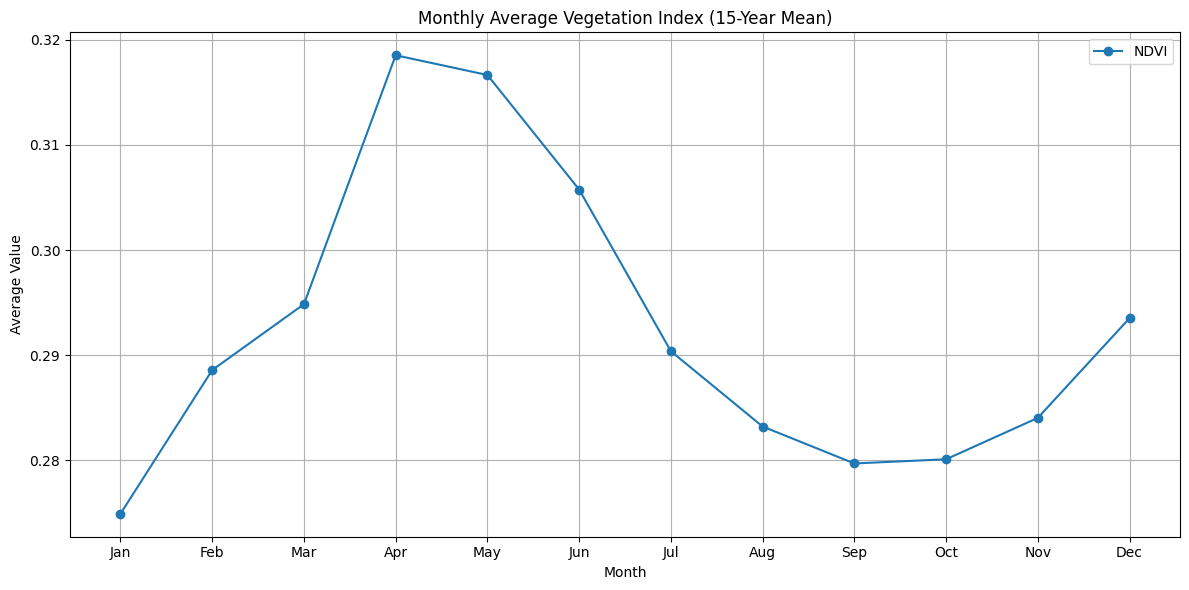 Monthly Average Vegetation Index (15-Year Mean)
NDVI
0.32
0.31
0.30
0.29
0.28
Average Value
Jan Feb Mar Apr May Jun Jul Aug Sep Oct Nov Dec
Month